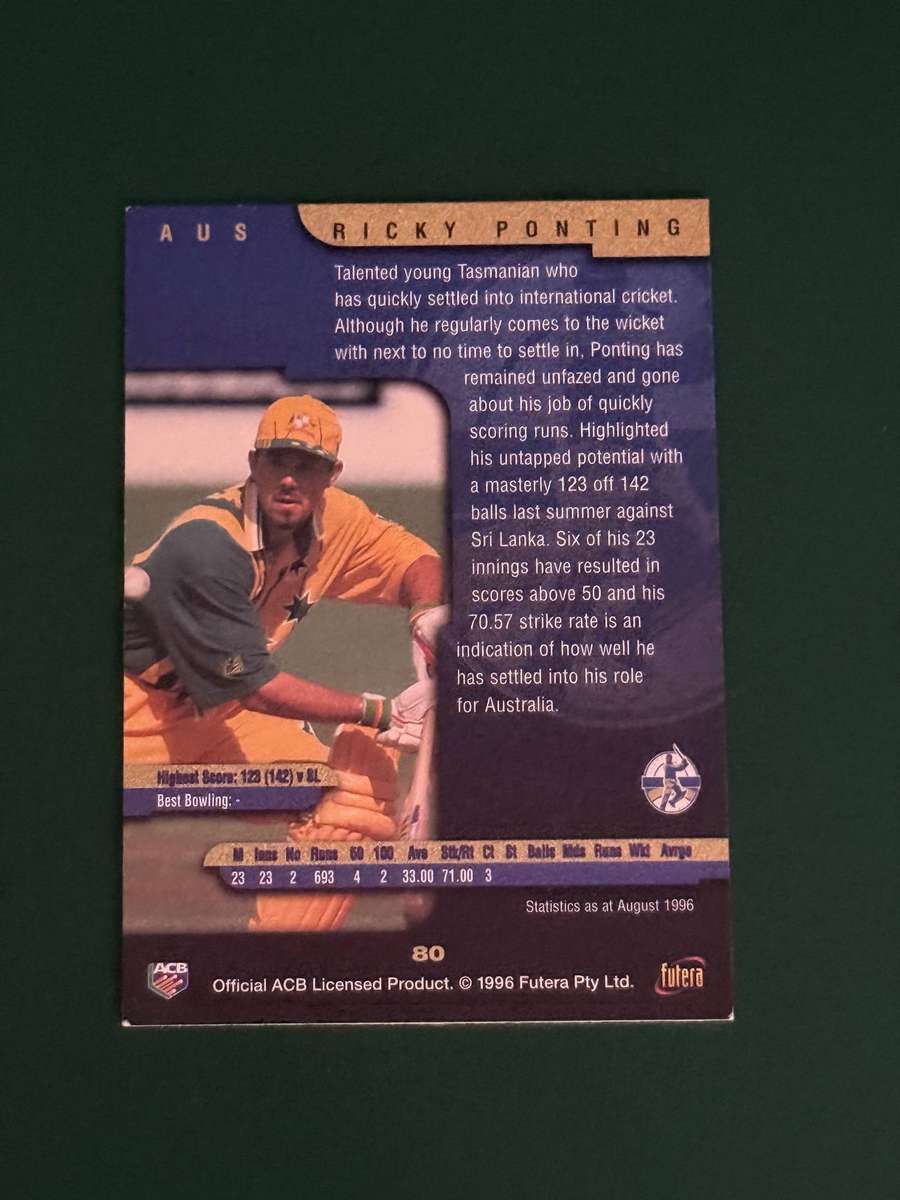 AUS
RICKY PONTING
Talented young Tasmanian who
has quickly settled into international cricket.
Although he regularly comes to the wicket
with next to no time to settle in, Ponting has
remained unfazed and gone
about his job of quickly
scoring runs. Highlighted
his untapped potential with
a masterly 123 off 142
balls last summer against
Sri Lanka. Six of his 23
innings have resulted in
scores above 50 and his
70.57 strike rate is an
indication of how well he
has settled into his role
for Australia.
Highest Score: 123 (142) v SL
Best Bowling: -
M Inns No Runs 50 100 Ave Stk/Rt Ct St Balls Mds Runs Wkt Avrge
23 23 2 693 4 2 33.00 71.00 3
Statistics as at August 1996
80
ACB
Official ACB Licensed Product. © 1996 Futera Pty Ltd.
futera